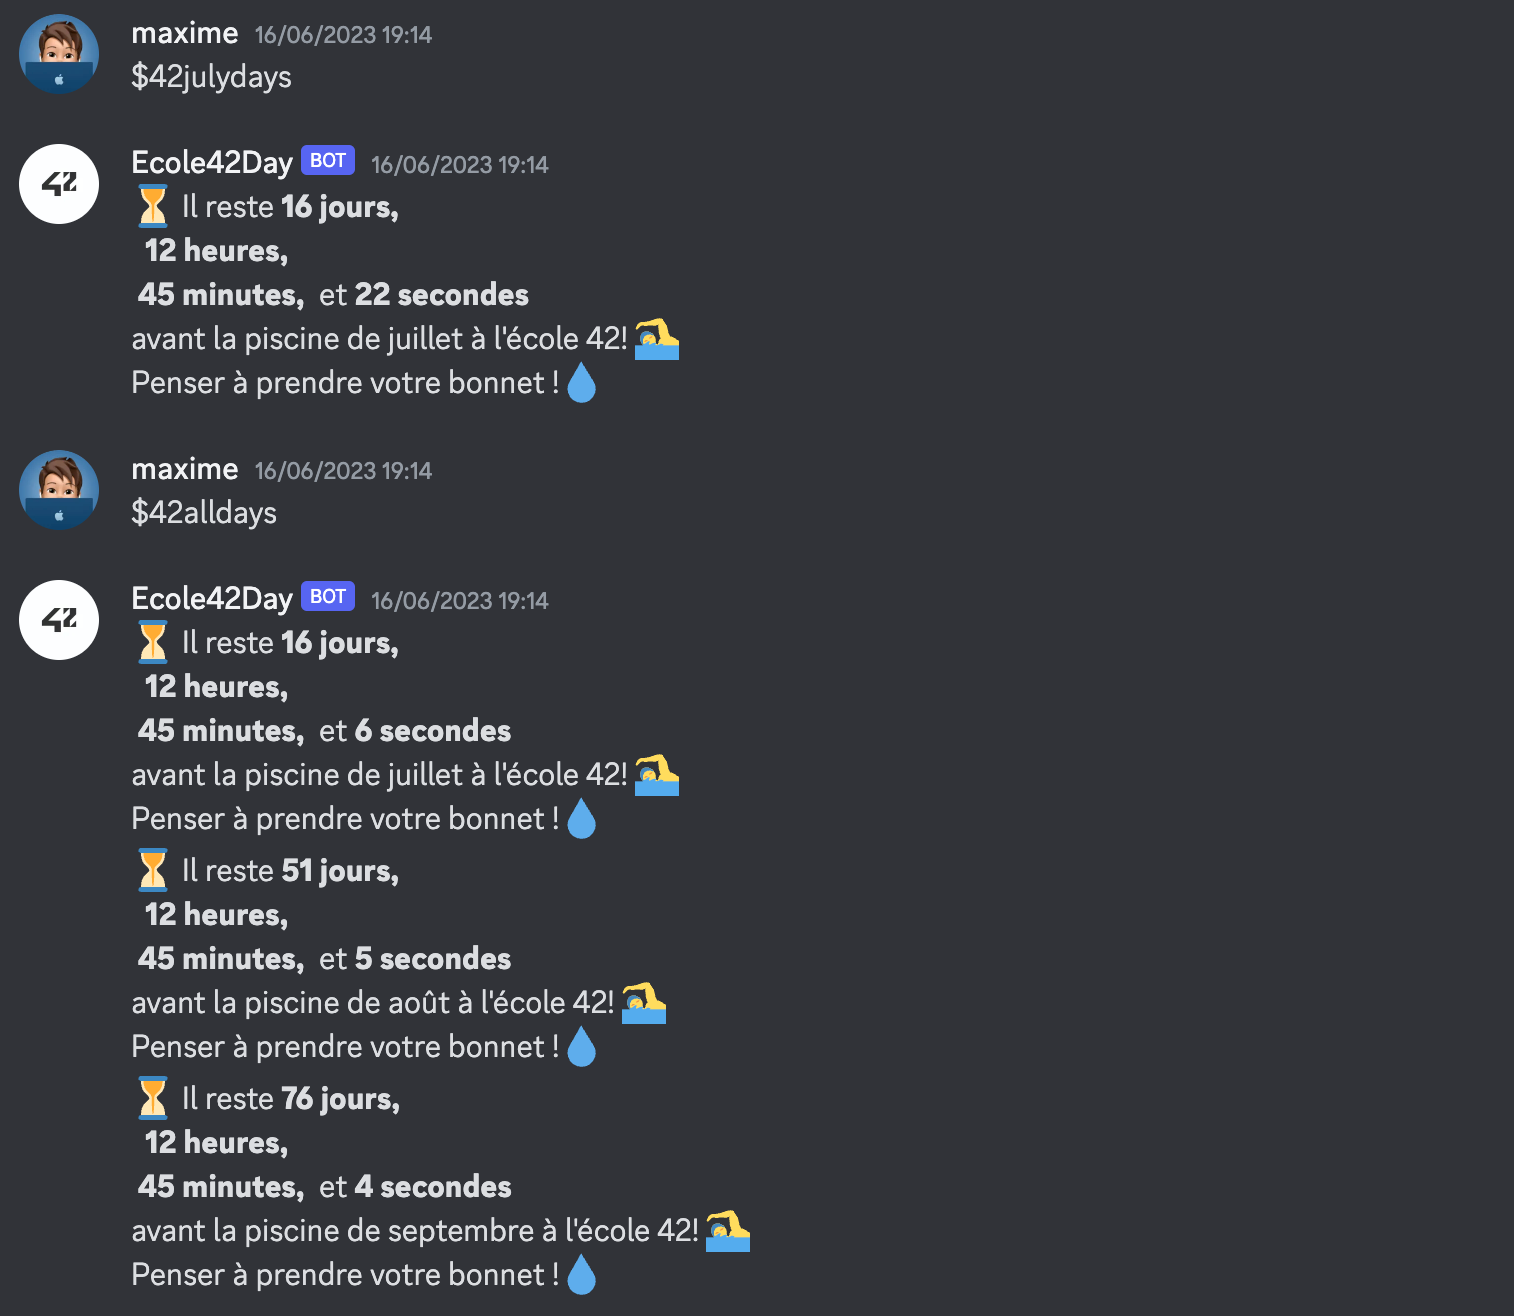 maxime 16/06/2023 19:14
$42julydays
Ecole42Day BOT 16/06/2023 19:14
42
⏳ Il reste 16 jours,
12 heures,
45 minutes, et 22 secondes
avant la piscine de juillet à l'école 42! 🏊
Penser à prendre votre bonnet ! 💧
maxime 16/06/2023 19:14
$42alldays
Ecole42Day BOT 16/06/2023 19:14
42
⏳ Il reste 16 jours,
12 heures,
45 minutes, et 6 secondes
avant la piscine de juillet à l'école 42! 🏊
Penser à prendre votre bonnet ! 💧
⏳ Il reste 51 jours,
12 heures,
45 minutes, et 5 secondes
avant la piscine de août à l'école 42! 🏊
Penser à prendre votre bonnet ! 💧
⏳ Il reste 76 jours,
12 heures,
45 minutes, et 4 secondes
avant la piscine de septembre à l'école 42! 🏊
Penser à prendre votre bonnet ! 💧